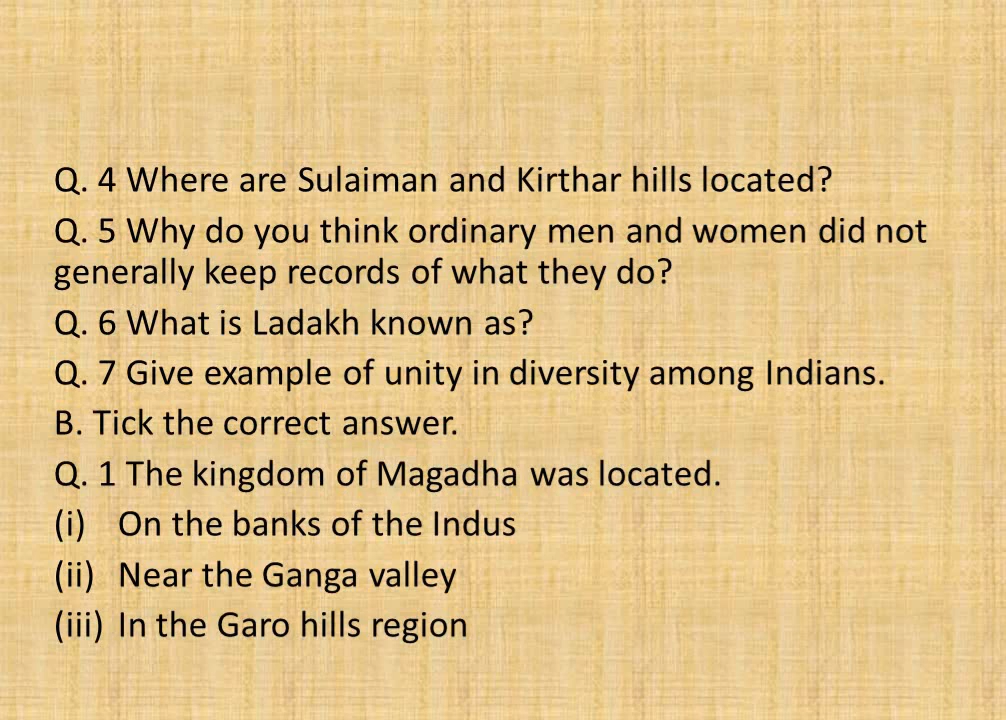 Q. 4 Where are Sulaiman and Kirthar hills located?
Q. 5 Why do you think ordinary men and women did not
generally keep records of what they do?
Q. 6 What is Ladakh known as?
Q. 7 Give example of unity in diversity among Indians.
B. Tick the correct answer.
Q. 1 The kingdom of Magadha was located.
(i) On the banks of the Indus
(ii) Near the Ganga valley
(iii) In the Garo hills region